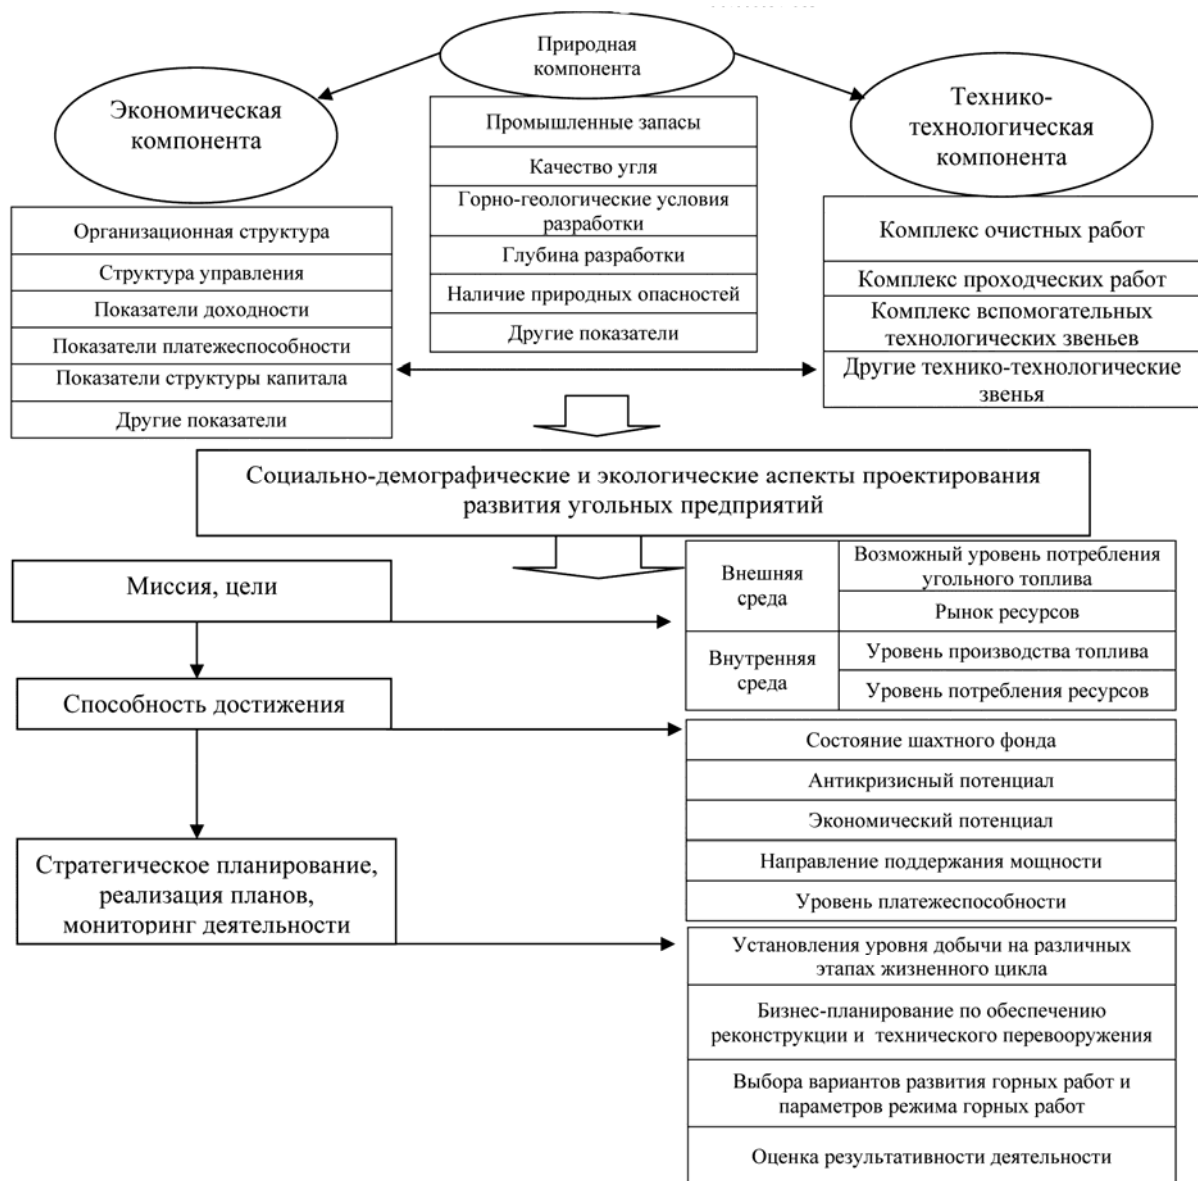 Природная
компонента
Экономическая
компонента
Технико-
технологическая
компонента
Промышленные запасы
Качество угля
Горно-геологические условия
разработки
Глубина разработки
Наличие природных опасностей
Другие показатели
Организационная структура
Структура управления
Показатели доходности
Показатели платежеспособности
Показатели структуры капитала
Другие показатели
Комплекс очистных работ
Комплекс проходческих работ
Комплекс вспомогательных
технологических звеньев
Другие технико-технологические
звенья
Социально-демографические и экологические аспекты проектирования
развития угольных предприятий
Миссия, цели
Внешняя
среда
Возможный уровень потребления
угольного топлива
Рынок ресурсов
Внутренняя
среда
Уровень производства топлива
Уровень потребления ресурсов
Способность достижения
Состояние шахтного фонда
Антикризисный потенциал
Экономический потенциал
Направление поддержания мощности
Уровень платежеспособности
Стратегическое планирование,
реализация планов,
мониторинг деятельности
Установления уровня добычи на различных
этапах жизненного цикла
Бизнес-планирование по обеспечению
реконструкции и технического перевооружения
Выбора вариантов развития горных работ и
параметров режима горных работ
Оценка результативности деятельности